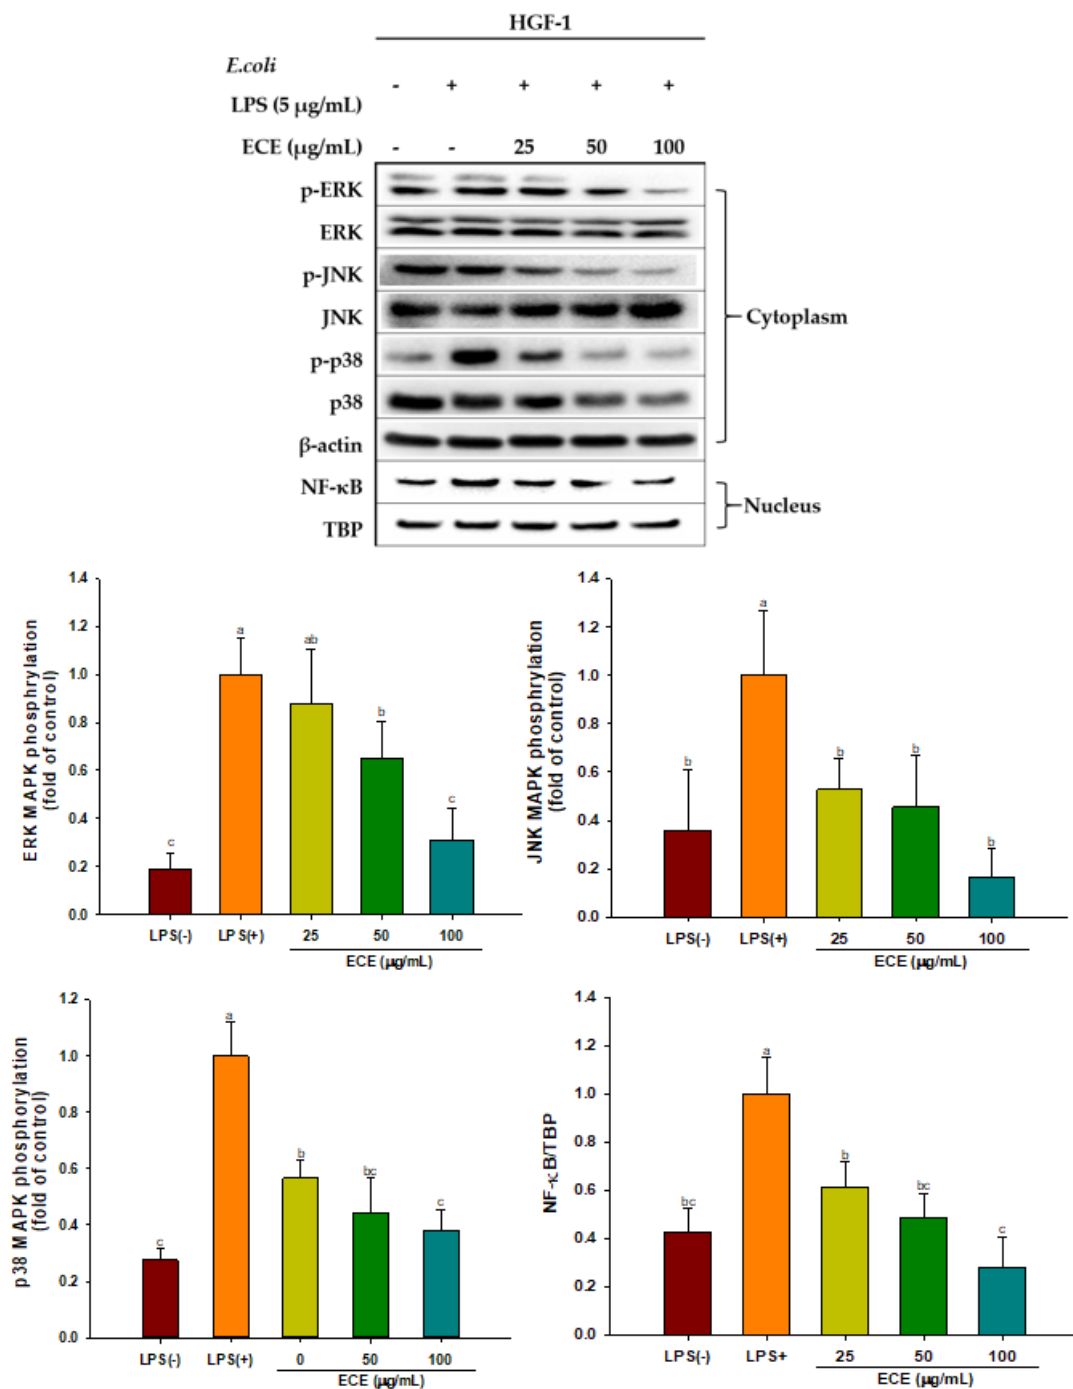 HGF-1
E.coli
LPS (5 μg/mL) - + + + +
ECE (μg/mL) - - 25 50 100
p-ERK
ERK
p-JNK
JNK
p-p38
p38
β-actin
Cytoplasm
NF-κB
TBP
Nucleus
ERK MAPK phosphrylation
(fold of control)
1.4
1.2
1.0
0.8
0.6
0.4
0.2
0.0
c
a
ab
b
c
LPS(-) LPS(+) 25 50 100
ECE (μg/mL)
JNK MAPK phosphrylation
(fold of control)
1.4
1.2
1.0
0.8
0.6
0.4
0.2
0.0
b
a
b
b
b
LPS(-) LPS(+) 25 50 100
ECE (μg/mL)
p38 MAPK phosphorylation
(fold of control)
1.2
1.0
0.8
0.6
0.4
0.2
0.0
c
a
b
bc
c
LPS(-) LPS(+) 0 50 100
ECE (μg/mL)
NF-κB/TBP
1.4
1.2
1.0
0.8
0.6
0.4
0.2
0.0
bc
a
b
bc
c
LPS(-) LPS+ 25 50 100
ECE (μg/mL)